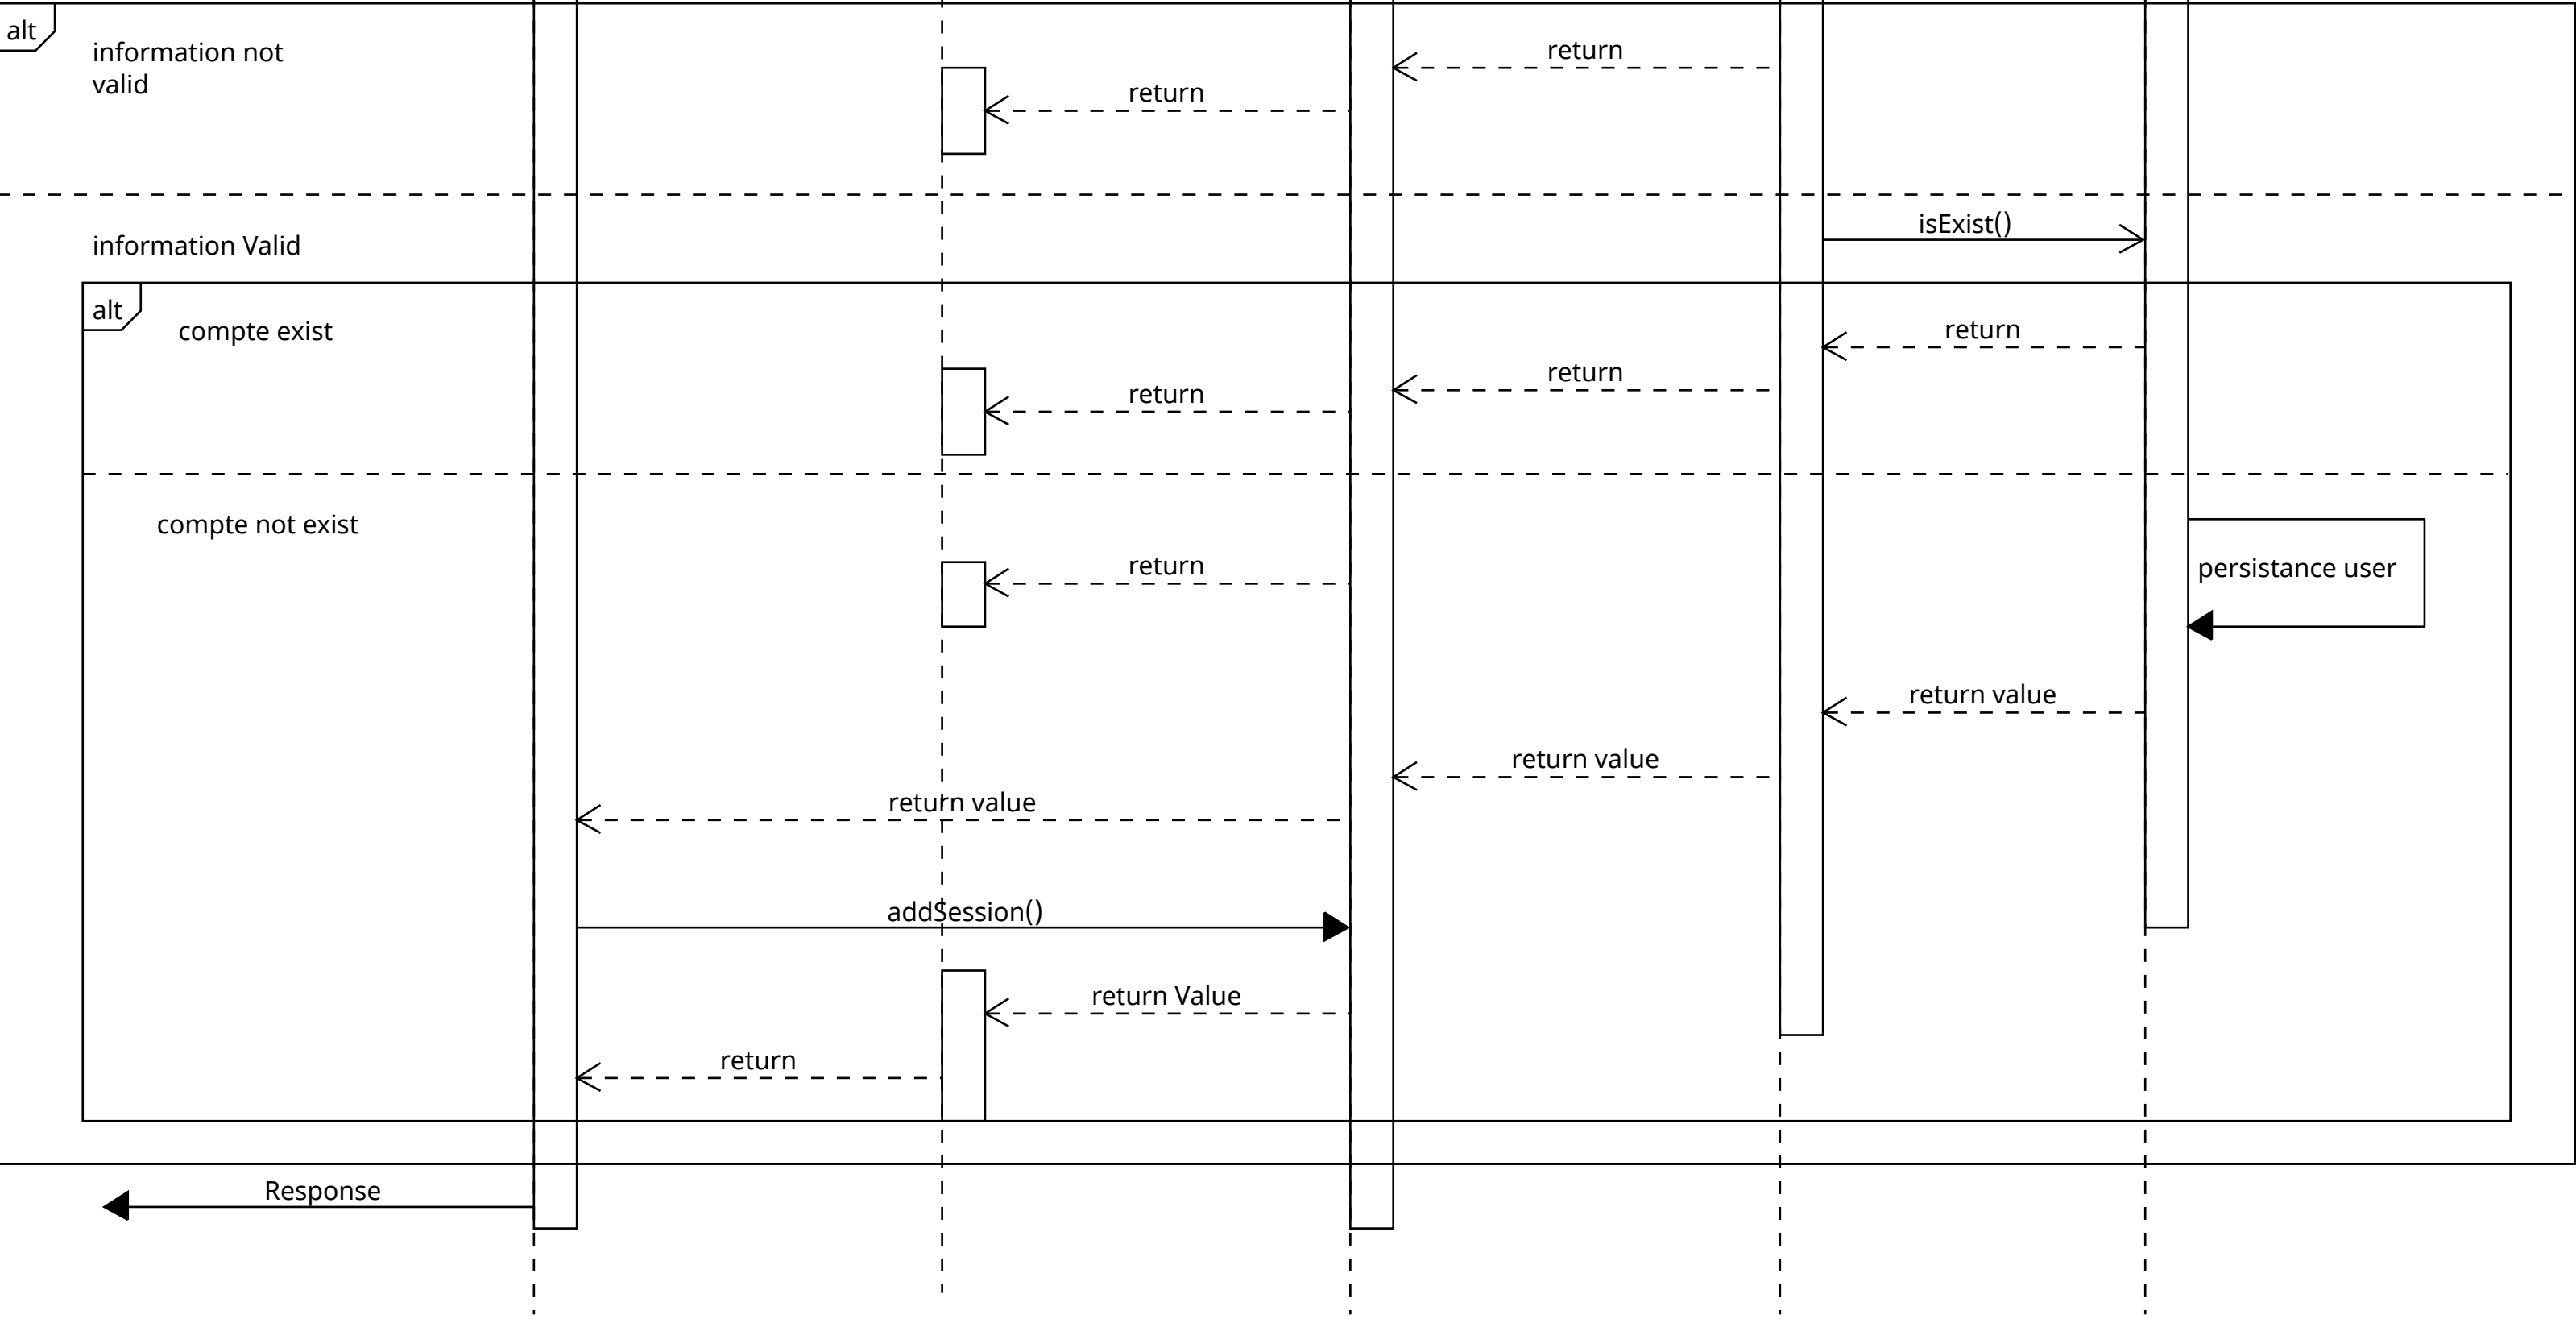 alt
information not
valid
return
return
information Valid
isExist()
alt
compte exist
return
return
return
compte not exist
return
persistance user
return value
return value
return value
addSession()
return Value
return
Response